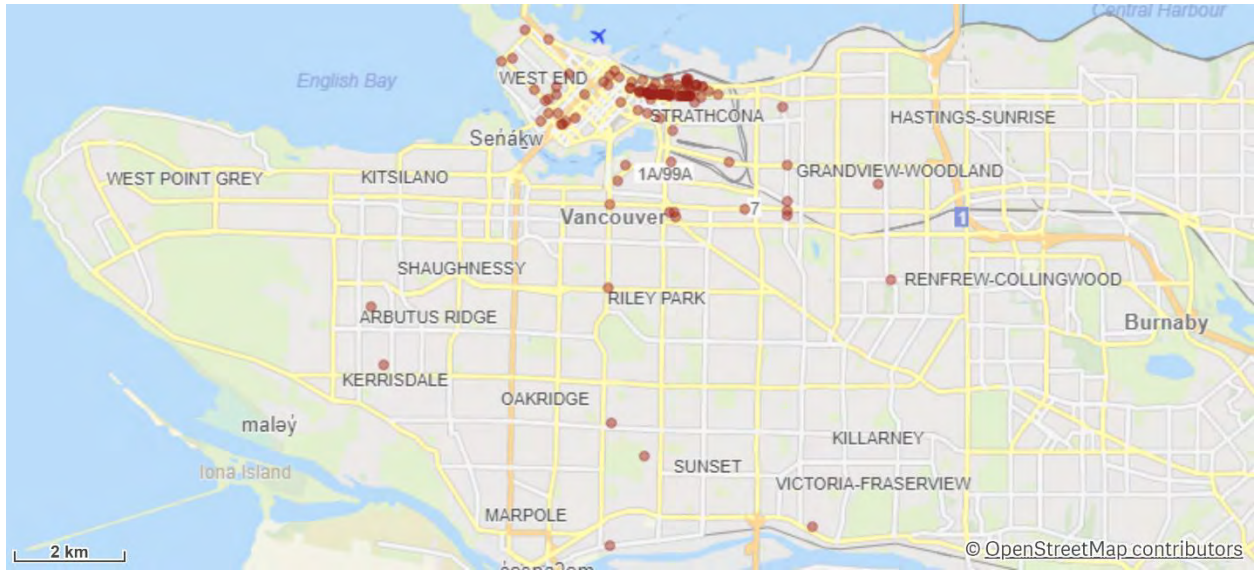 Central Harbour
English Bay
WEST END
STRATHCONA
HASTINGS-SUNRISE
Sen̓áḵw
1A/99A
GRANDVIEW-WOODLAND
WEST POINT GREY
KITSILANO
Vancouver
7
1
SHAUGHNESSY
RENFREW-COLLINGWOOD
RILEY PARK
ARBUTUS RIDGE
Burnaby
KERRISDALE
OAKRIDGE
maləy̓
KILLARNEY
Iona Island
SUNSET
VICTORIA-FRASERVIEW
MARPOLE
2 km
© OpenStreetMap contributors